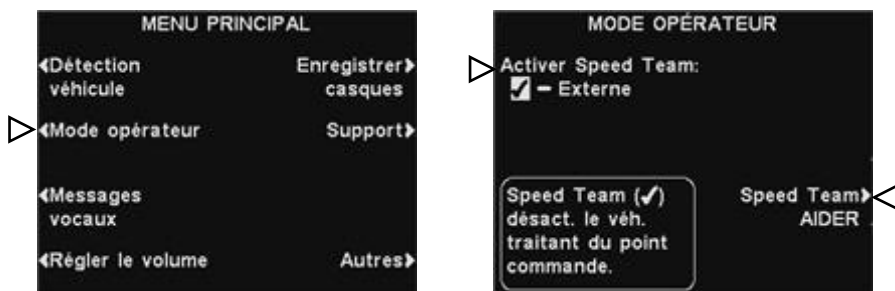 MENU PRINCIPAL
Détection
véhicule
Enregistrer
casques
Mode opérateur
Support
Messages
vocaux
Régler le volume
Autres
MODE OPÉRATEUR
Activer Speed Team:
✓ – Externe
Speed Team (✓)
désact. le véh.
traitant du point
commande.
Speed Team
AIDER